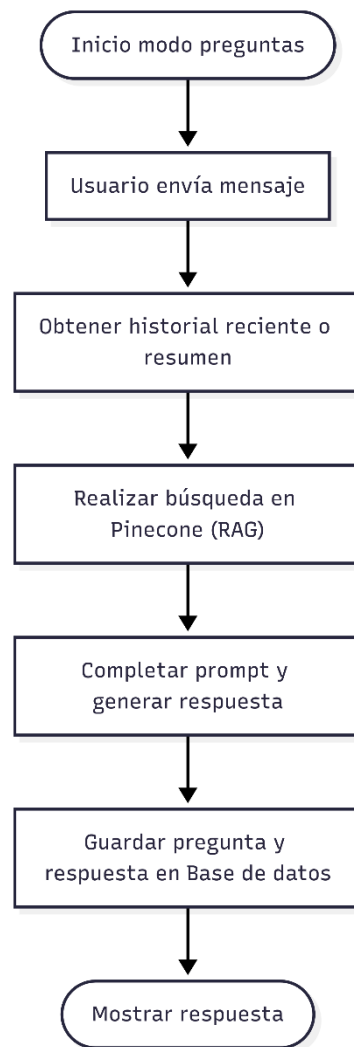 Inicio modo preguntas
Usuario envía mensaje
Obtener historial reciente o
resumen
Realizar búsqueda en
Pinecone (RAG)
Completar prompt y
generar respuesta
Guardar pregunta y
respuesta en Base de datos
Mostrar respuesta